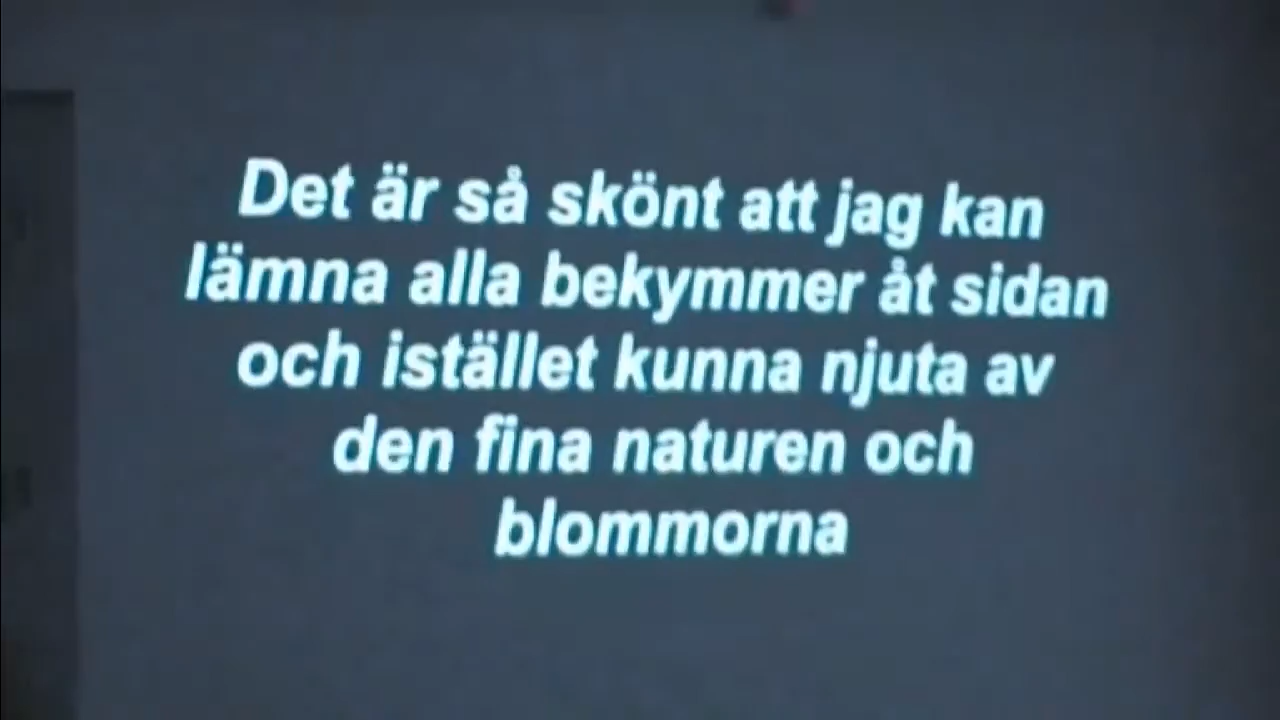 Det är så skönt att jag kan
lämna alla bekymmer åt sidan
och istället kunna njuta av
den fina naturen och
blommorna